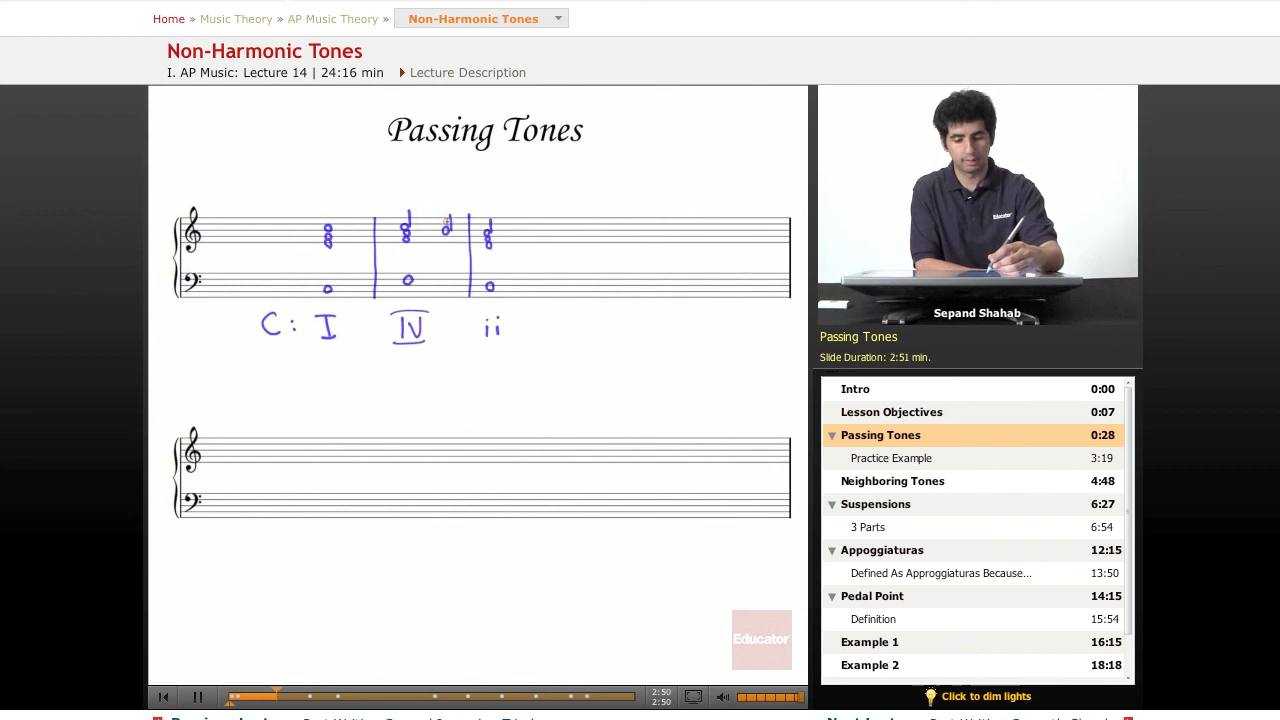 Home » Music Theory » AP Music Theory » Non-Harmonic Tones
Non-Harmonic Tones
I. AP Music: Lecture 14 | 24:16 min Lecture Description
Passing Tones
C: I IV ii
Educator
Educator
Sepand Shahab
Passing Tones
Slide Duration: 2:51 min.
Intro 0:00
Lesson Objectives 0:07
Passing Tones 0:28
Practice Example 3:19
Neighboring Tones 4:48
Suspensions 6:27
3 Parts 6:54
Appoggiaturas 12:15
Defined As Approggiaturas Because... 13:50
Pedal Point 14:15
Definition 15:54
Example 1 16:15
Example 2 18:18
2:50
2:50
Click to dim lights